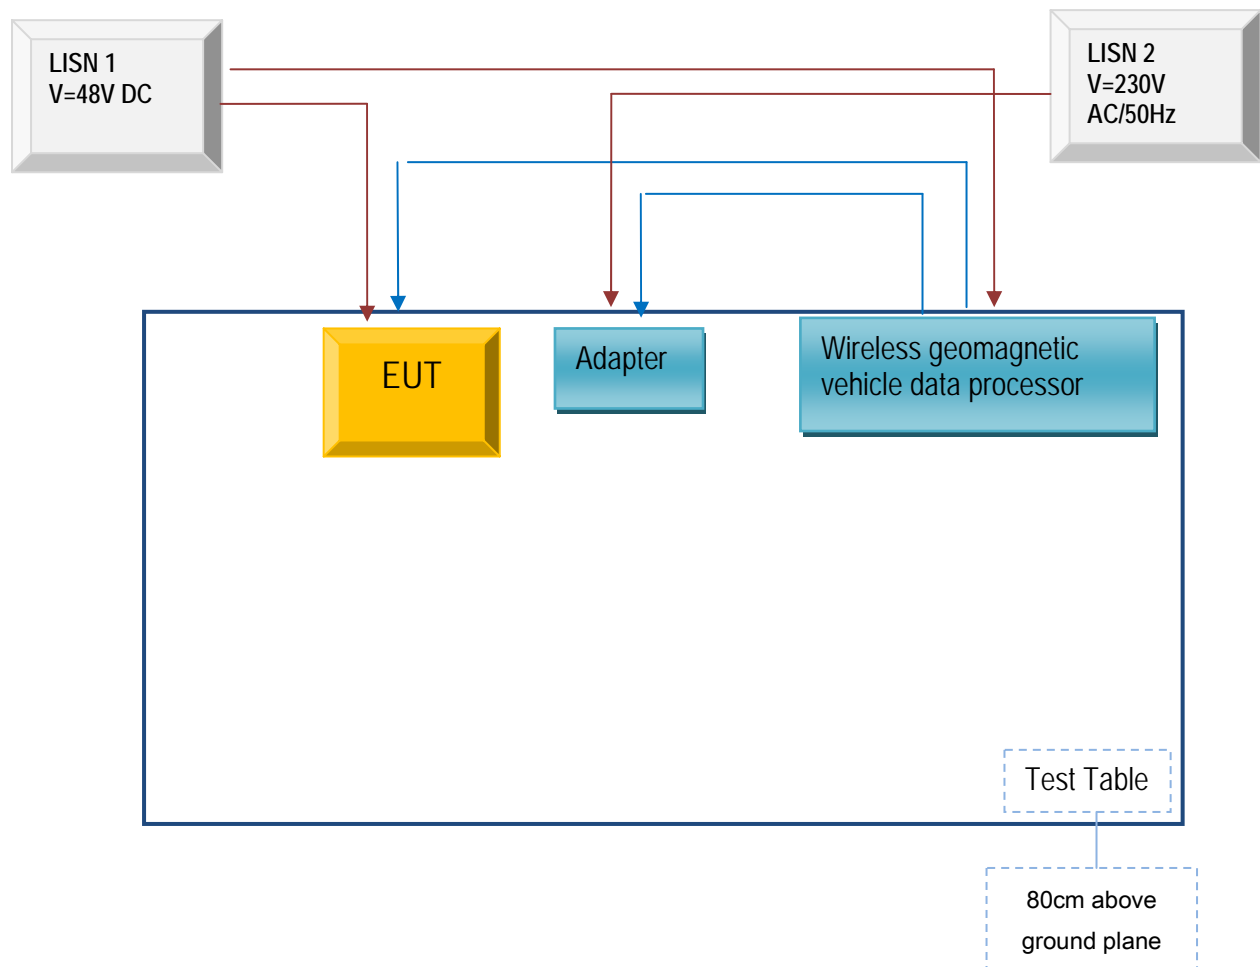 LISN 1
V=48V DC
LISN 2
V=230V
AC/50Hz
EUT
Adapter
Wireless geomagnetic
vehicle data processor
Test Table
80cm above
ground plane